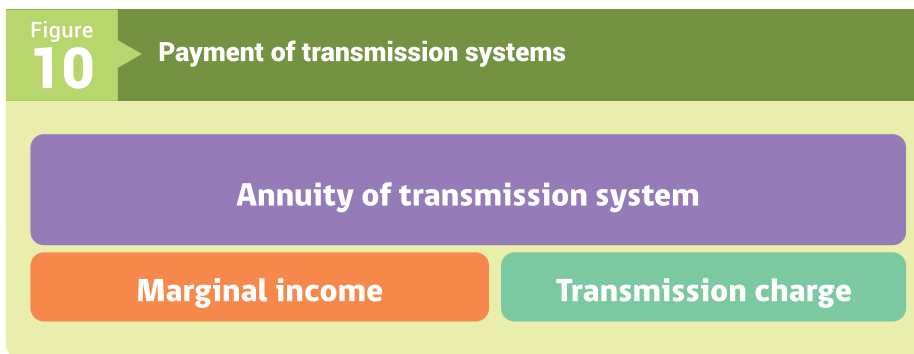 Figure
10
Payment of transmission systems
Annuity of transmission system
Marginal income
Transmission charge